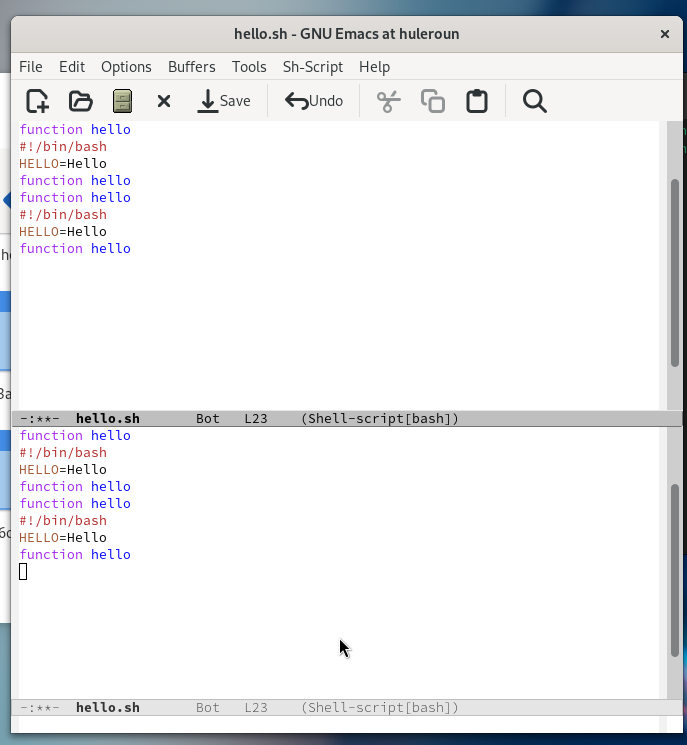 hello.sh - GNU Emacs at huleroun ×
File Edit Options Buffers Tools Sh-Script Help
Save Undo
function hello
#!/bin/bash
HELLO=Hello
function hello
function hello
#!/bin/bash
HELLO=Hello
function hello
-:**- hello.sh Bot L23 (Shell-script[bash])
function hello
#!/bin/bash
HELLO=Hello
function hello
function hello
#!/bin/bash
HELLO=Hello
function hello
-:**- hello.sh Bot L23 (Shell-script[bash])